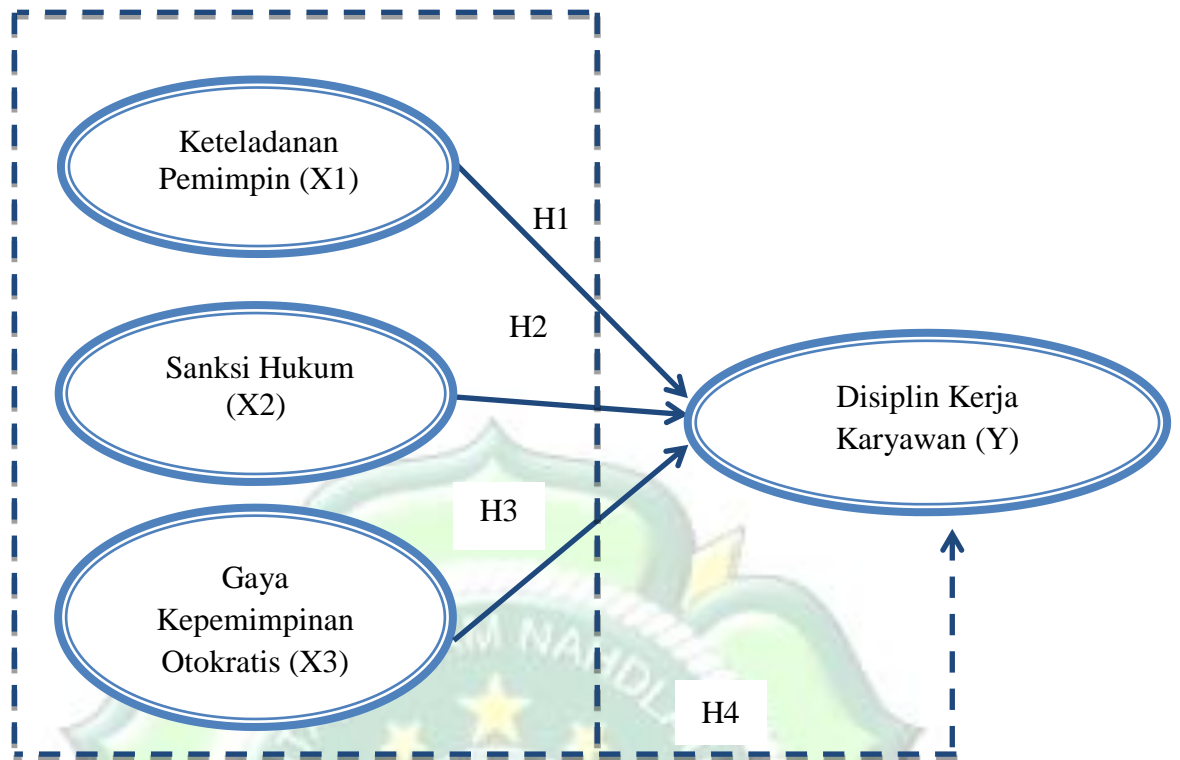 Keteladanan
Pemimpin (X1)
H1
H2
Sanksi Hukum
(X2)
Disiplin Kerja
Karyawan (Y)
H3
Gaya
Kepemimpinan
Otokratis (X3)
H4